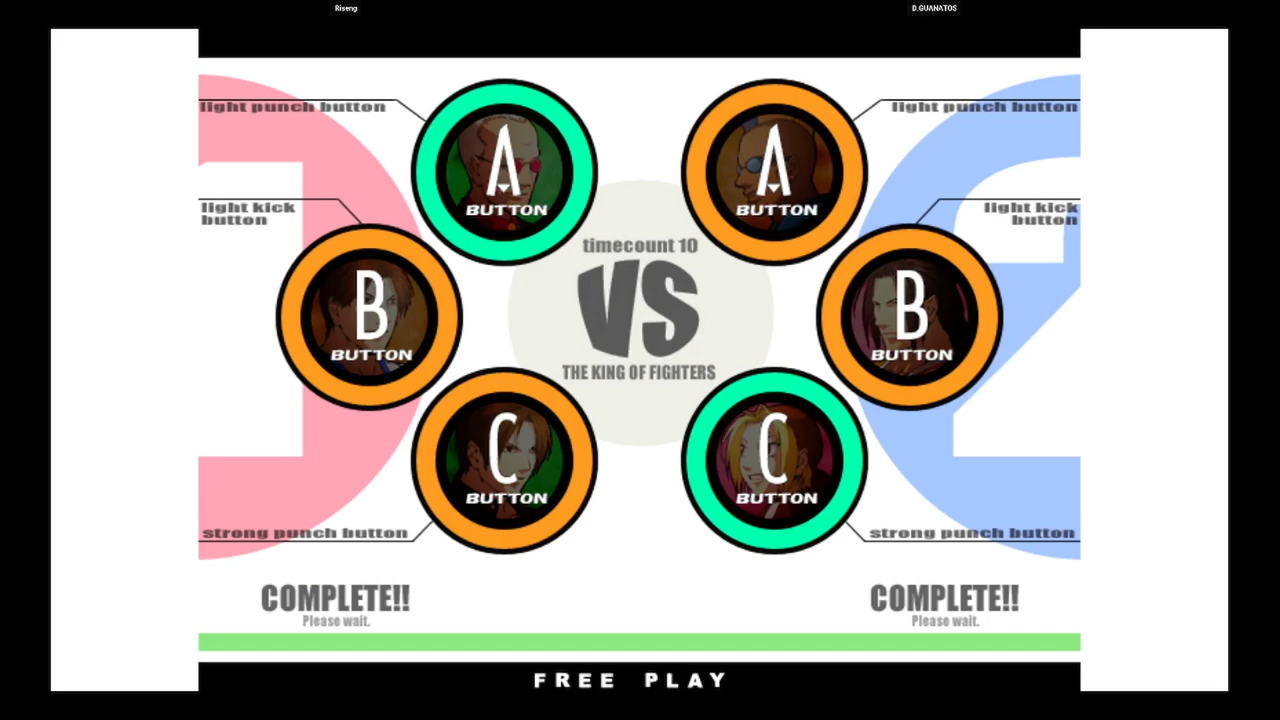 Riseng
D.GUANATOS
light punch button
light punch button
light kick
button
light kick
button
A
BUTTON
A
BUTTON
timecount 10
VS
THE KING OF FIGHTERS
B
BUTTON
B
BUTTON
C
BUTTON
C
BUTTON
strong punch button
strong punch button
COMPLETE!!
Please wait.
COMPLETE!!
Please wait.
FREE PLAY